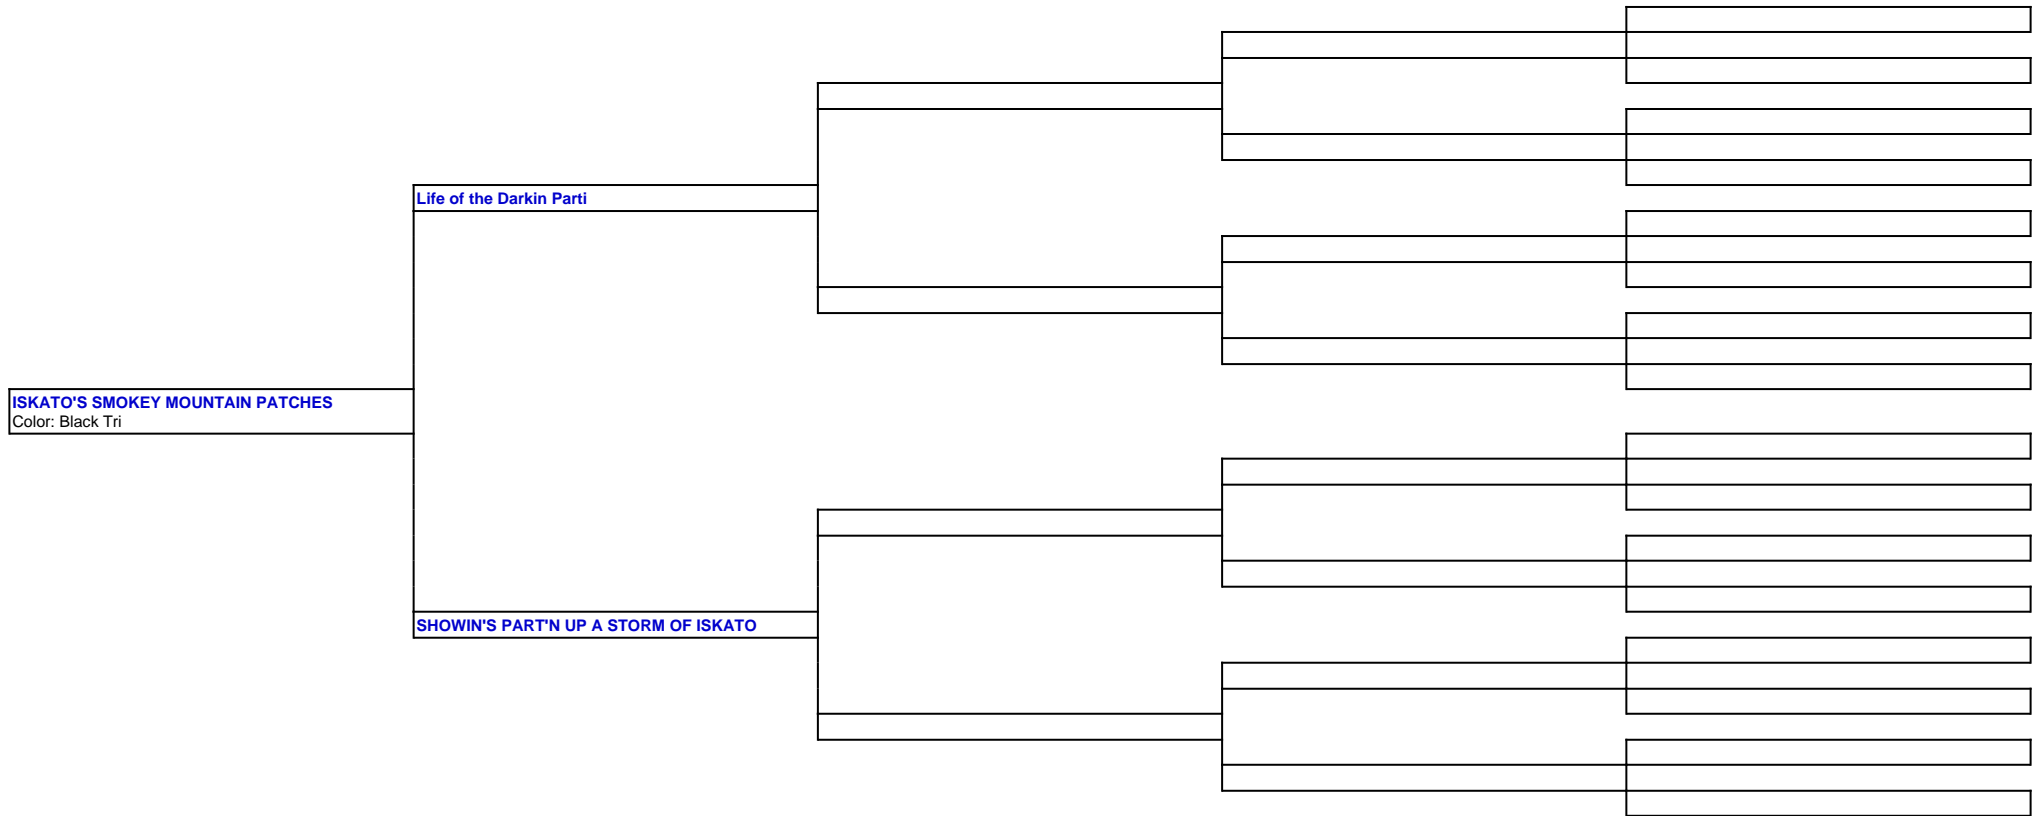 Life of the Darkin Parti
ISKATO'S SMOKEY MOUNTAIN PATCHES
Color: Black Tri
SHOWIN'S PART'N UP A STORM OF ISKATO